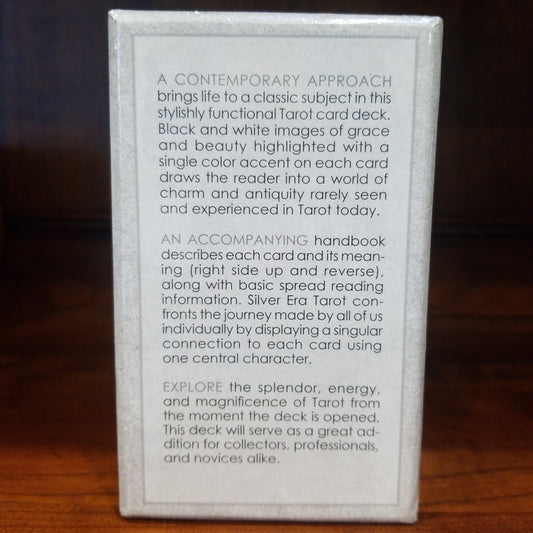 A CONTEMPORARY APPROACH
brings life to a classic subject in this
stylishly functional Tarot card deck.
Black and white images of grace
and beauty highlighted with a
single color accent on each card
draws the reader into a world of
charm and antiquity rarely seen
and experienced in Tarot today.
AN ACCOMPANYING handbook
describes each card and its mean-
ing (right side up and reverse),
along with basic spread reading
information. Silver Era Tarot con-
fronts the journey made by all of us
individually by displaying a singular
connection to each card using
one central character.
EXPLORE the splendor, energy,
and magnificence of Tarot from
the moment the deck is opened.
This deck will serve as a great ad-
dition for collectors, professionals,
and novices alike.